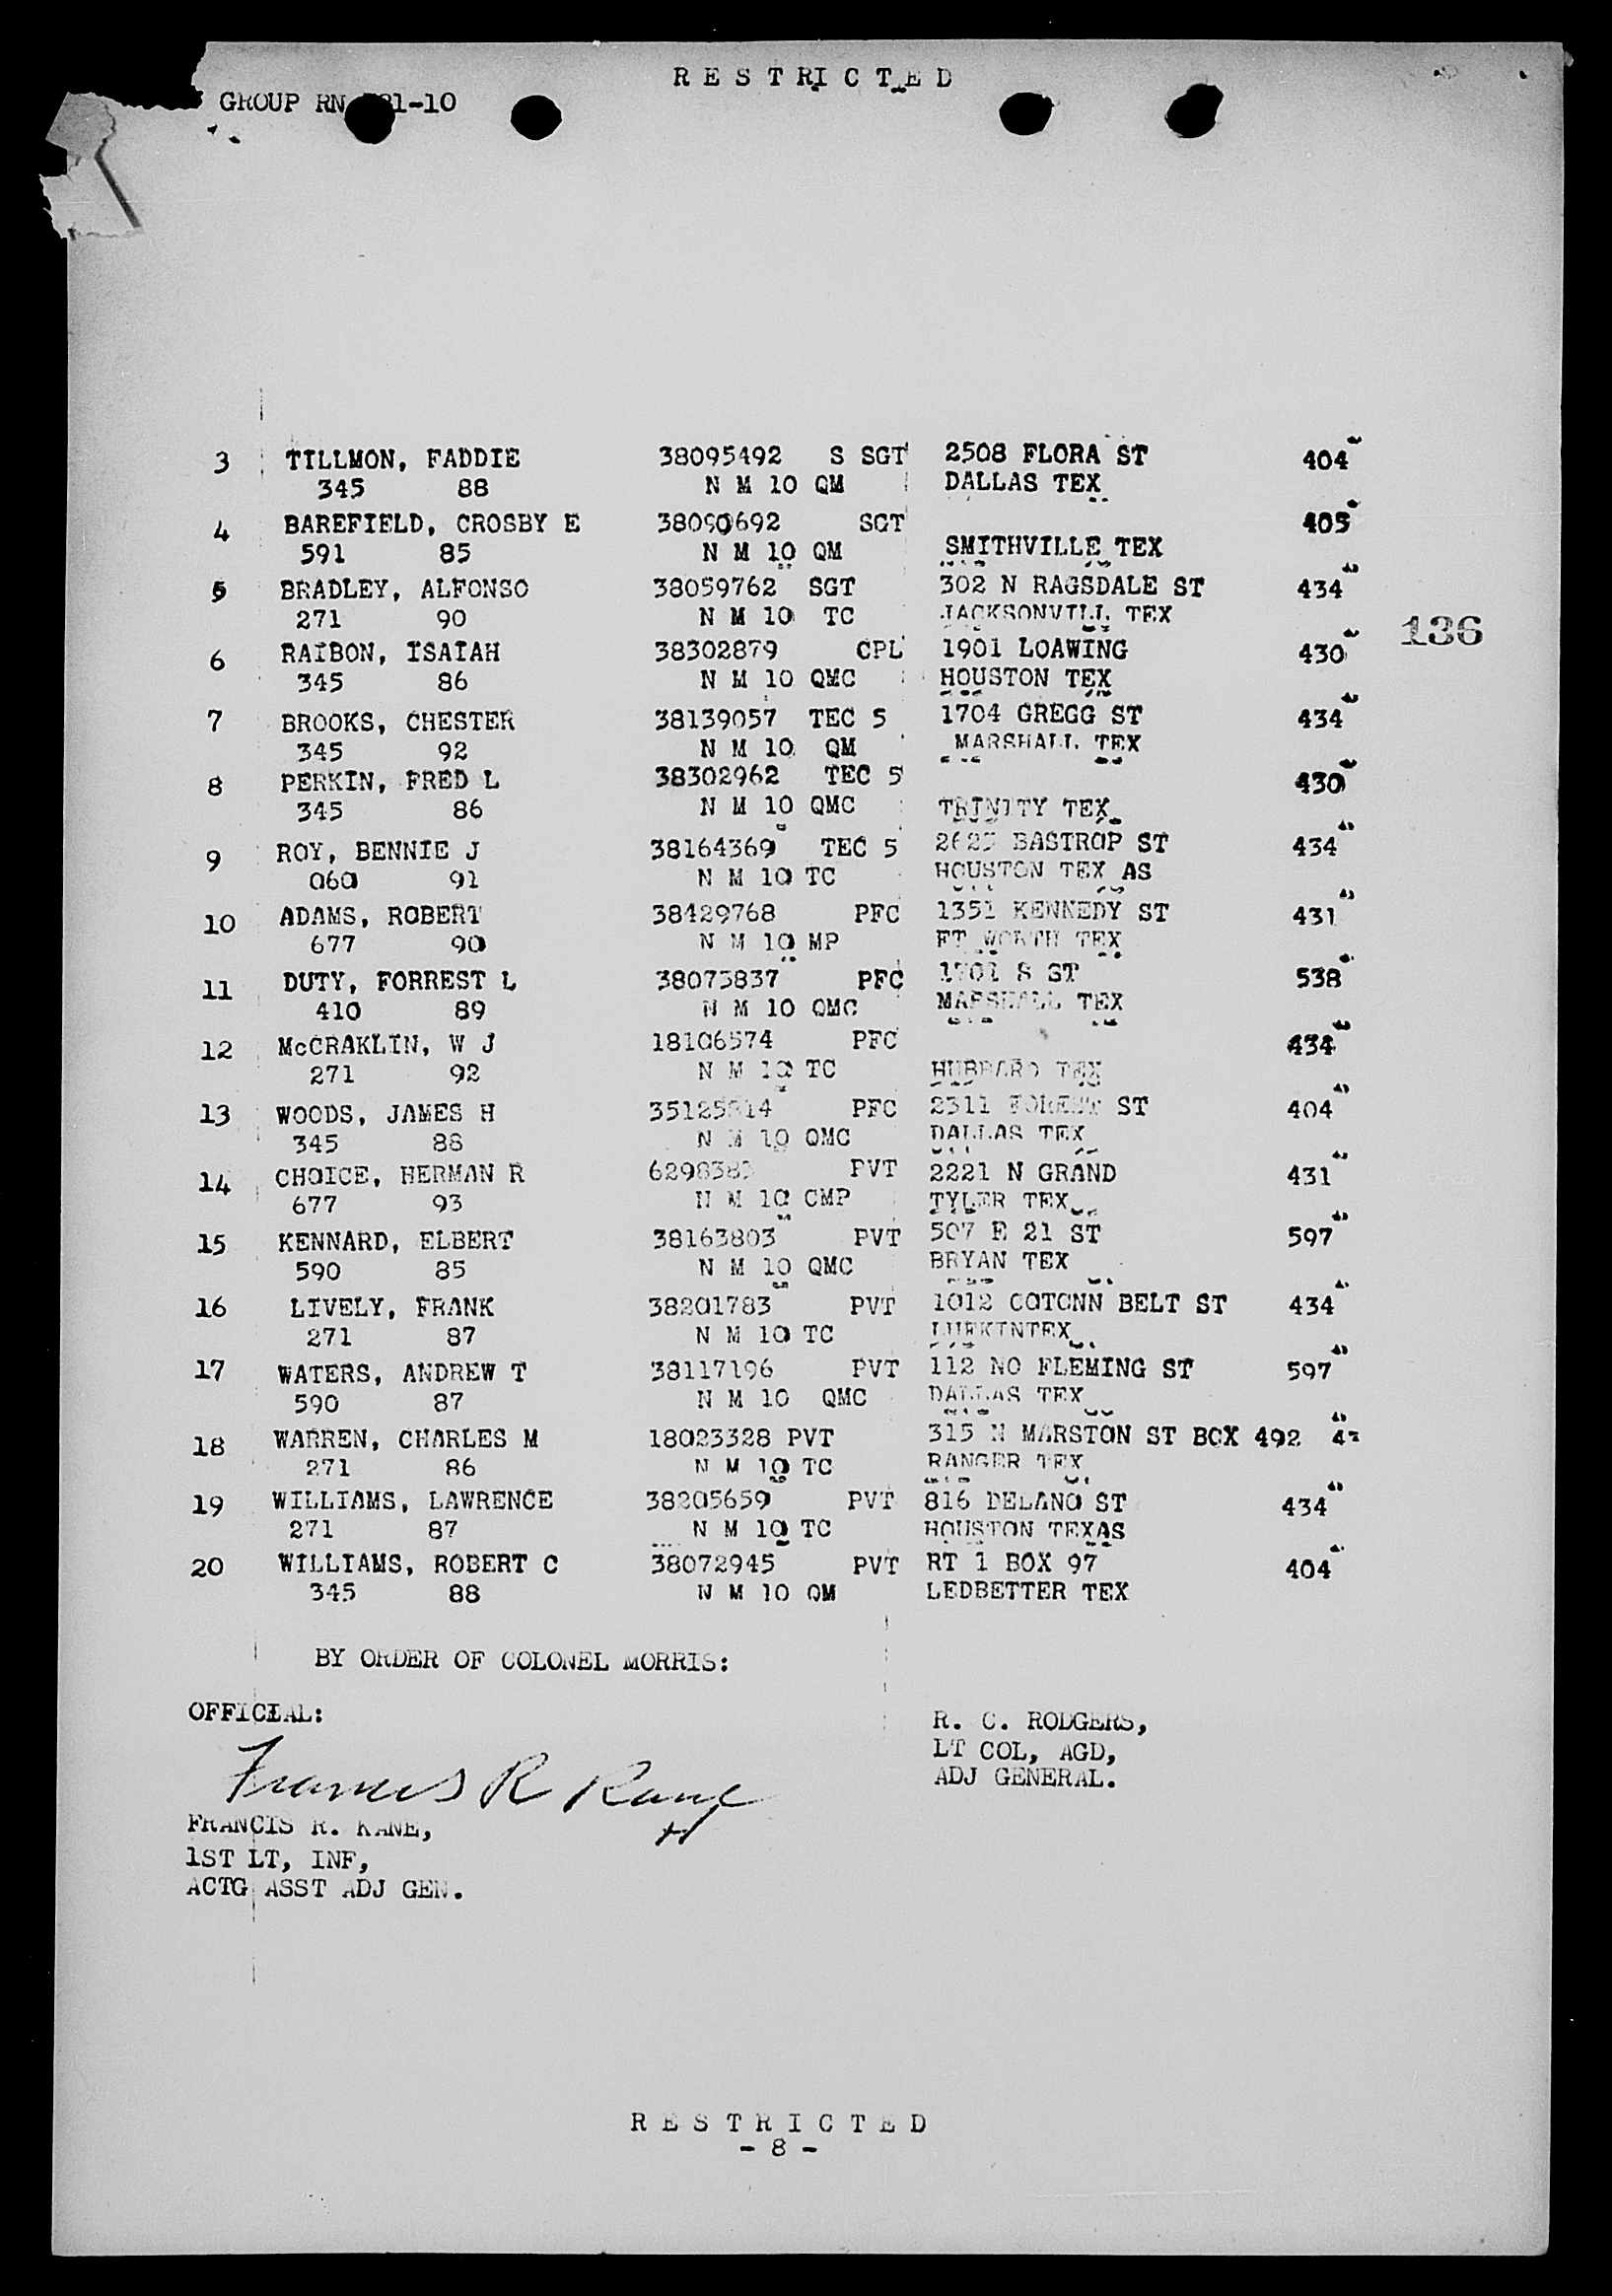 RESTRICTED
GROUP RN 1-10
3 TILLMON, FADDIE 38095492 S SGT 2508 FLORA ST 404
345 88 N M 10 QM DALLAS TEX
4 BAREFIELD, CROSBY E 38090692 SGT 405
591 85 N M 10 QM SMITHVILLE TEX
5 BRADLEY, ALFONSO 38059762 SGT 302 N RAGSDALE ST 434
271 90 N M 10 TC JACKSONVILL TEX
136
6 RAIBON, ISAIAH 38302879 CPL 1901 LOAWING 430
345 86 N M 10 QMC HOUSTON TEX
7 BROOKS, CHESTER 38139057 TEC 5 1704 GREGG ST 434
345 92 N M 10 QM MARSHALL TEX
8 PERKIN, FRED L 38302962 TEC 5 430
345 86 N M 10 QMC TRINITY TEX
9 ROY, BENNIE J 38164369 TEC 5 BASTROP ST 434
060 91 N M 10 TC HOUSTON TEX AS
10 ADAMS, ROBERT 38429768 PFC 1351 KENNEDY ST 431
677 90 N M 10 MP FT WORTH TEX
11 DUTY, FORREST L 38075837 PFC 1701 S ST 538
410 89 N M 10 QMC MARSHALL TEX
12 McCRAKLIN, W J 18106574 PFC 434
271 92 N M 10 TC HUBBARD TEX
13 WOODS, JAMES H PFC 2311 FOREST ST 404
345 88 N M 10 QMC DALLAS TEX
14 CHOICE, HERMAN R PVT 2221 N GRAND 431
677 93 N M 10 CMP TYLER TEX
15 KENNARD, ELBERT 38163803 PVT 507 E 21 ST 597
590 85 N M 10 QMC BRYAN TEX
16 LIVELY, FRANK 38201783 PVT 1012 COTONN BELT ST 434
271 87 N M 10 TC LUFKINTEX
17 WATERS, ANDREW T 38117196 PVT 112 NO FLEMING ST 597
590 87 N M 10 QMC DALLAS TEX
18 WARREN, CHARLES M 18023328 PVT 315 N MARSTON ST BOX 492
271 86 N M 10 TC RANGER TEX
19 WILLIAMS, LAWRENCE 38205659 PVT 816 DELANO ST 434
271 87 N M 10 TC HOUSTON TEXAS
20 WILLIAMS, ROBERT C 38072945 PVT RT 1 BOX 97 404
345 88 N M 10 QM LEDBETTER TEX
BY ORDER OF COLONEL MORRIS:
OFFICIAL:
R. C. RODGERS,
LT COL, AGD,
ADJ GENERAL.
Francis R Kane
FRANCIS R. KANE,
1ST LT, INF,
ACTG ASST ADJ GEN.
RESTRICTED
- 8 -